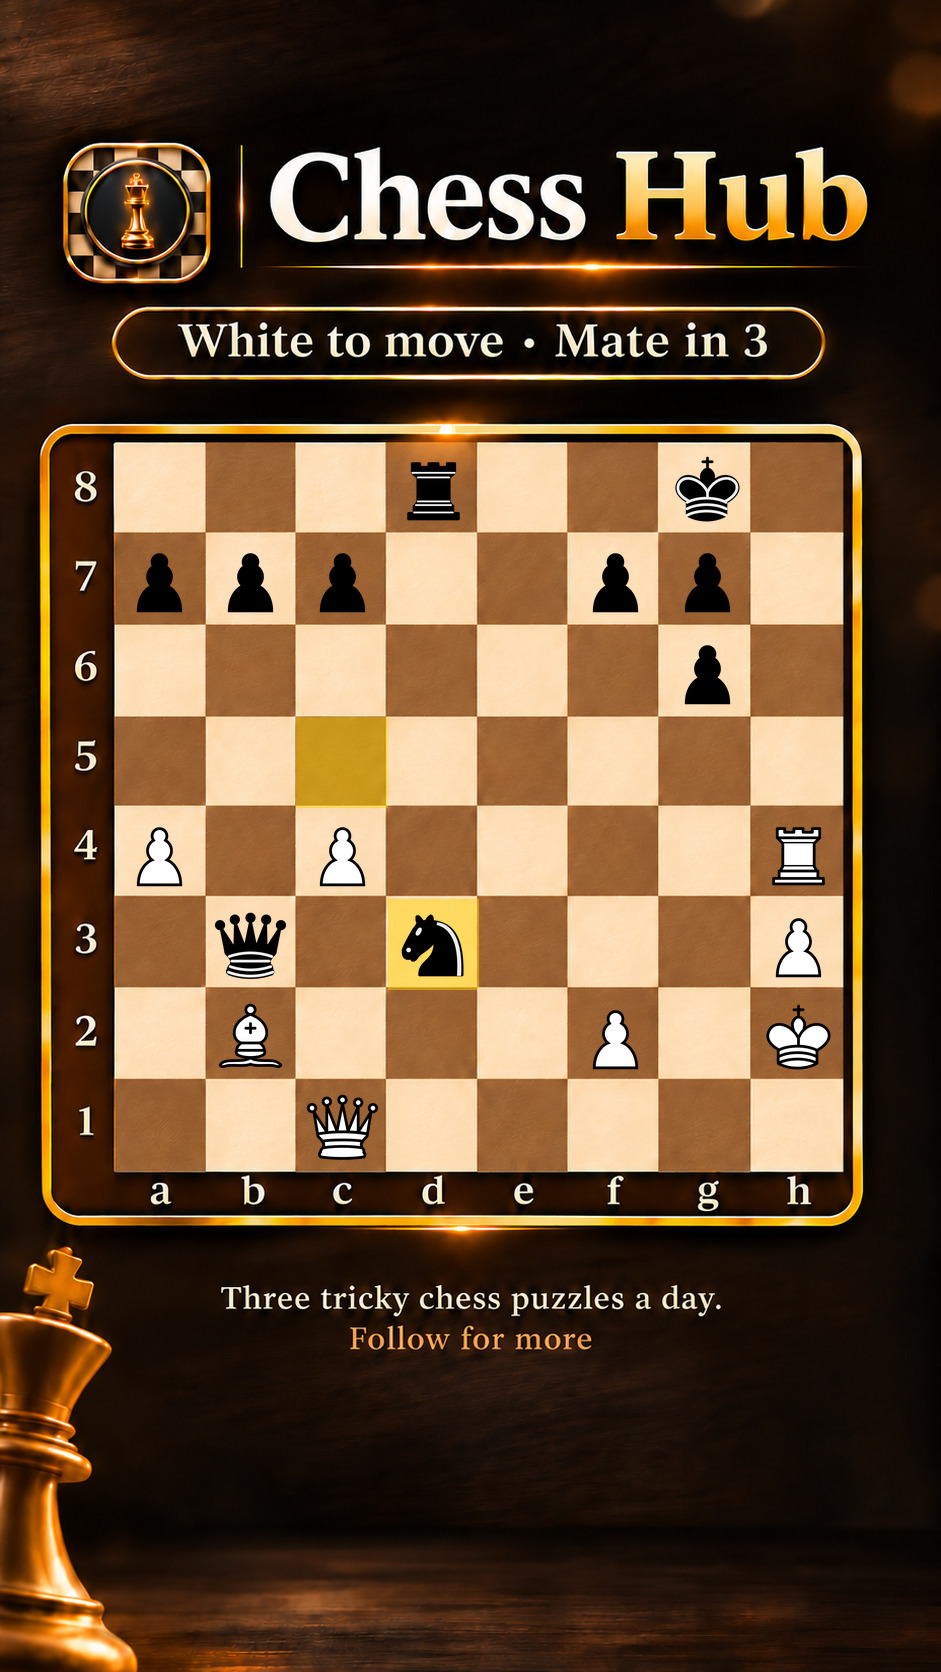 Chess Hub
White to move • Mate in 3
8
7
6
5
4
3
2
1
a b c d e f g h
Three tricky chess puzzles a day.
Follow for more